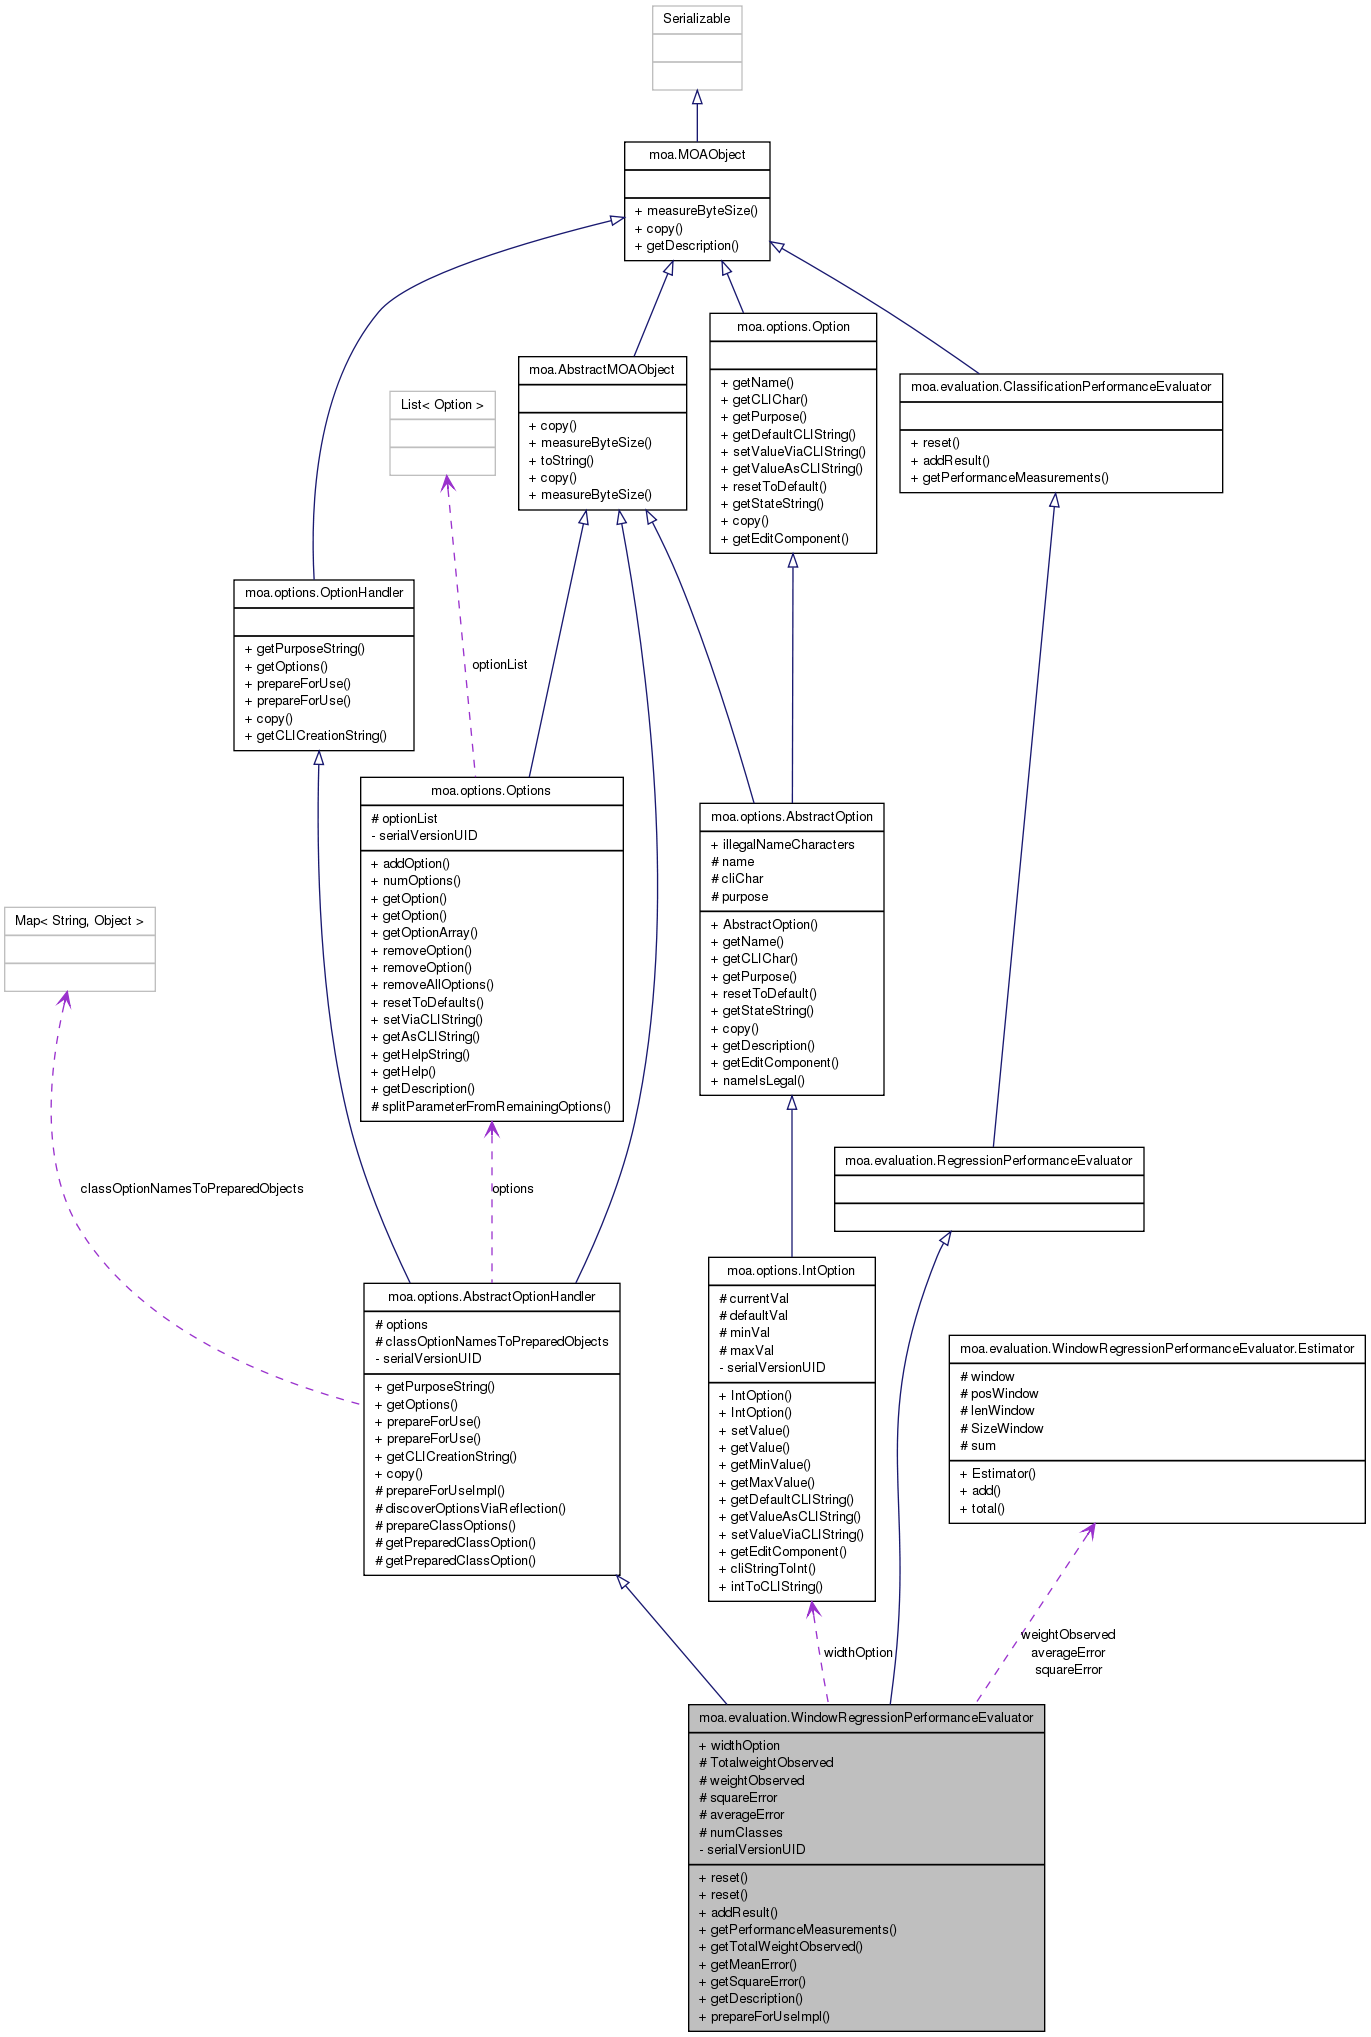 Serializable
moa.MOAObject
+ measureByteSize()
+ copy()
+ getDescription()
moa.options.Option
+ getName()
+ getCLIChar()
+ getPurpose()
+ getDefaultCLIString()
+ setValueViaCLIString()
+ getValueAsCLIString()
+ resetToDefault()
+ getStateString()
+ copy()
+ getEditComponent()
moa.AbstractMOAObject
+ copy()
+ measureByteSize()
+ toString()
+ copy()
+ measureByteSize()
moa.evaluation.ClassificationPerformanceEvaluator
+ reset()
+ addResult()
+ getPerformanceMeasurements()
List< Option >
moa.options.OptionHandler
+ getPurposeString()
+ getOptions()
+ prepareForUse()
+ prepareForUse()
+ copy()
+ getCLICreationString()
optionList
moa.options.Options
# optionList
- serialVersionUID
+ addOption()
+ numOptions()
+ getOption()
+ getOption()
+ getOptionArray()
+ removeOption()
+ removeOption()
+ removeAllOptions()
+ resetToDefaults()
+ setViaCLIString()
+ getAsCLIString()
+ getHelpString()
+ getHelp()
+ getDescription()
# splitParameterFromRemainingOptions()
moa.options.AbstractOption
+ illegalNameCharacters
# name
# cliChar
# purpose
+ AbstractOption()
+ getName()
+ getCLIChar()
+ getPurpose()
+ resetToDefault()
+ getStateString()
+ copy()
+ getDescription()
+ getEditComponent()
+ nameIsLegal()
Map< String, Object >
moa.evaluation.RegressionPerformanceEvaluator
classOptionNamesToPreparedObjects
options
moa.options.IntOption
# currentVal
# defaultVal
# minVal
# maxVal
- serialVersionUID
+ IntOption()
+ IntOption()
+ setValue()
+ getValue()
+ getMinValue()
+ getMaxValue()
+ getDefaultCLIString()
+ getValueAsCLIString()
+ setValueViaCLIString()
+ getEditComponent()
+ cliStringToInt()
+ intToCLIString()
moa.options.AbstractOptionHandler
# options
# classOptionNamesToPreparedObjects
- serialVersionUID
+ getPurposeString()
+ getOptions()
+ prepareForUse()
+ prepareForUse()
+ getCLICreationString()
+ copy()
# prepareForUseImpl()
# discoverOptionsViaReflection()
# prepareClassOptions()
# getPreparedClassOption()
# getPreparedClassOption()
moa.evaluation.WindowRegressionPerformanceEvaluator.Estimator
# window
# posWindow
# lenWindow
# SizeWindow
# sum
+ Estimator()
+ add()
+ total()
widthOption
weightObserved
averageError
squareError
moa.evaluation.WindowRegressionPerformanceEvaluator
+ widthOption
# TotalweightObserved
# weightObserved
# squareError
# averageError
# numClasses
- serialVersionUID
+ reset()
+ reset()
+ addResult()
+ getPerformanceMeasurements()
+ getTotalWeightObserved()
+ getMeanError()
+ getSquareError()
+ getDescription()
+ prepareForUseImpl()